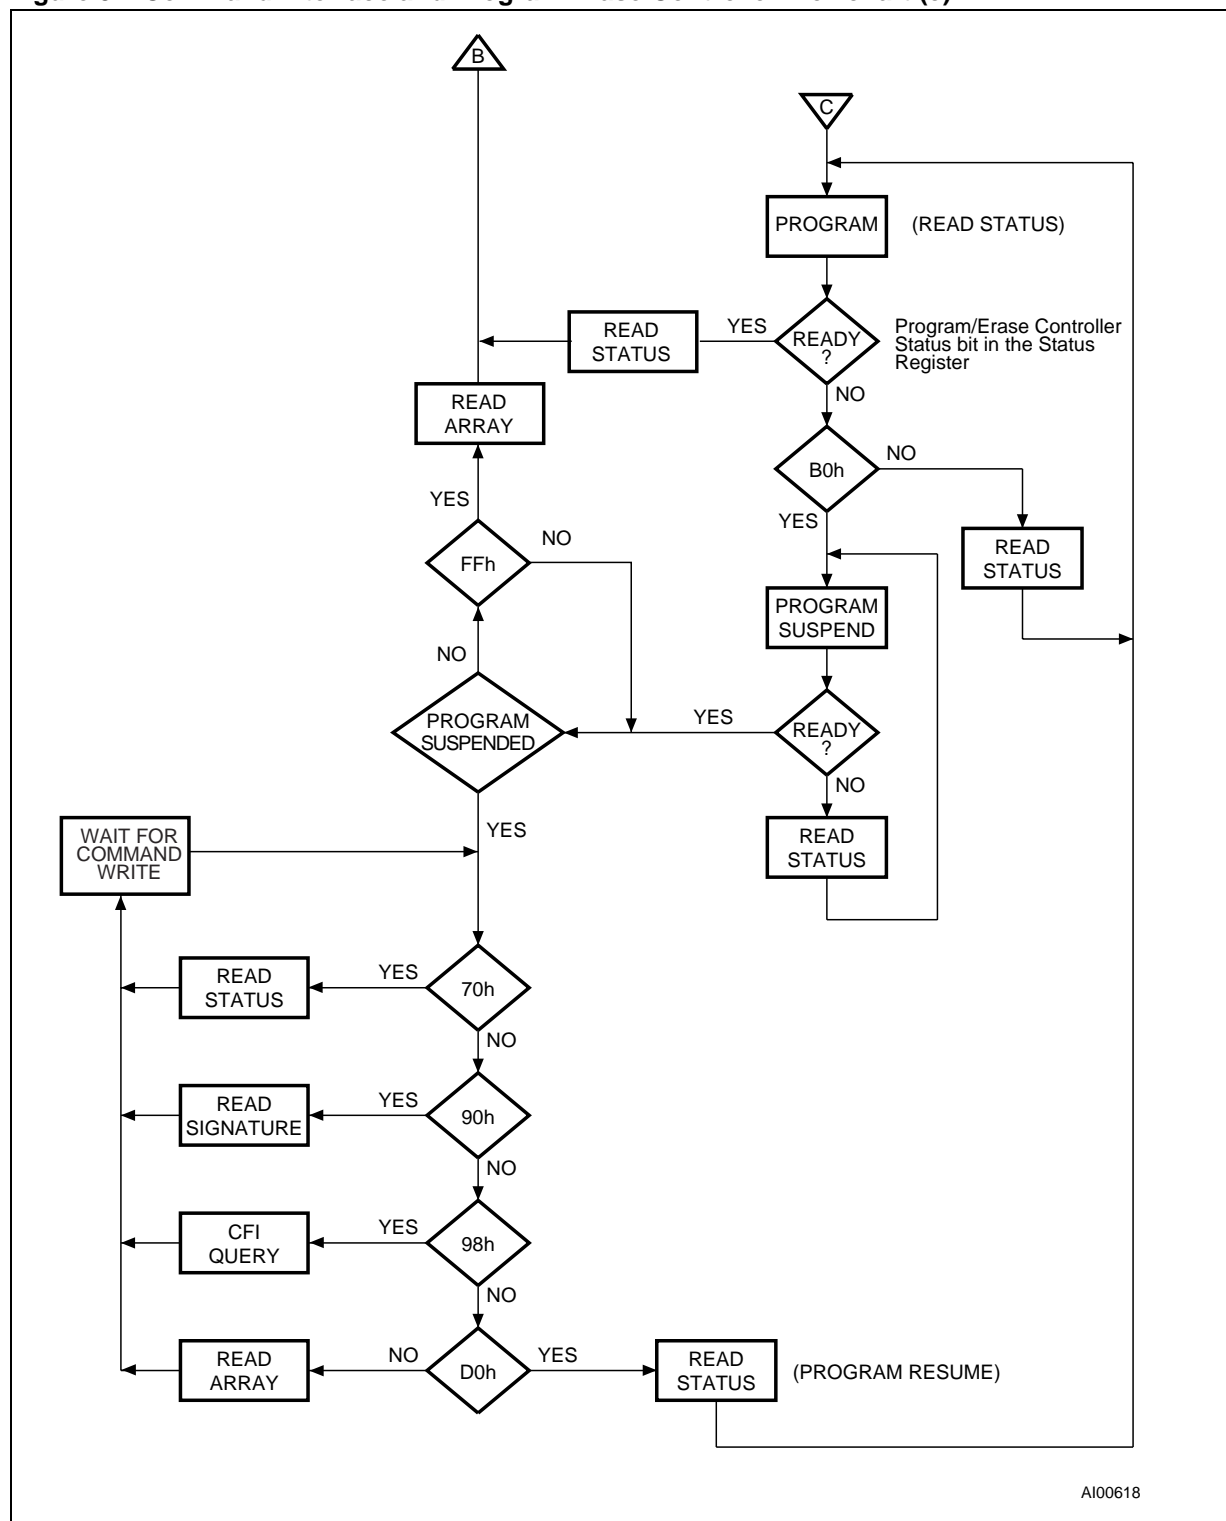 B
C
PROGRAM
(READ STATUS)
READ
STATUS
YES
READY
?
Program/Erase Controller
Status bit in the Status
Register
NO
READ
ARRAY
B0h
NO
YES
YES
FFh
NO
READ
STATUS
PROGRAM
SUSPEND
NO
PROGRAM
SUSPENDED
YES
READY
?
NO
YES
WAIT FOR
COMMAND
WRITE
READ
STATUS
READ
STATUS
YES
70h
NO
READ
SIGNATURE
YES
90h
NO
CFI
QUERY
YES
98h
NO
READ
ARRAY
NO
D0h
YES
READ
STATUS
(PROGRAM RESUME)
AI00618